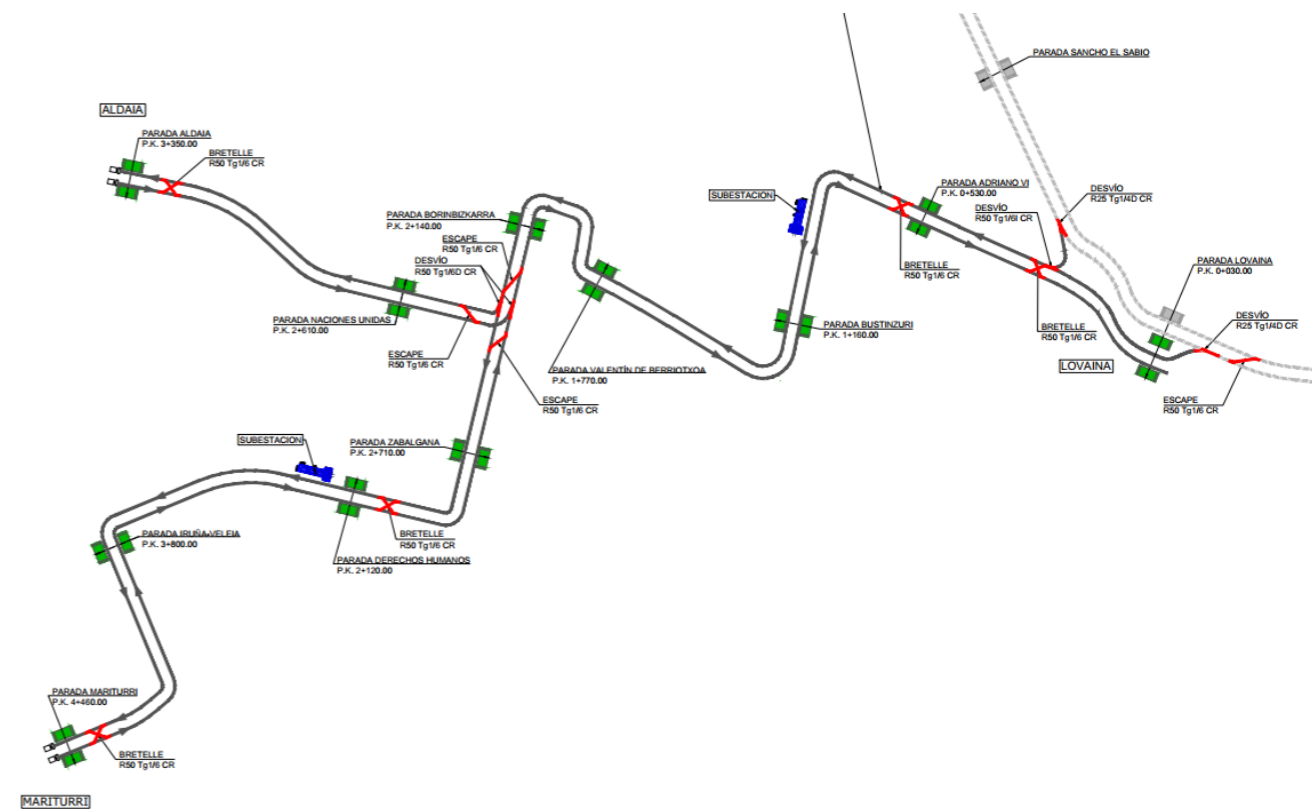 PARADA SANCHO EL SABIO
ALDAIA
PARADA ALDAIA
P.K. 3+350.00
BRETELLE
R50 Tg1/6 CR
SUBESTACION
PARADA ADRIANO VI
P.K. 0+530.00
DESVÍO
R50 Tg1/6I CR
DESVÍO
R25 Tg1/4D CR
PARADA BORINBIZKARRA
P.K. 2+140.00
ESCAPE
R50 Tg1/6 CR
DESVÍO
R50 Tg1/6D CR
BRETELLE
R50 Tg1/6 CR
PARADA LOVAINA
P.K. 0+030.00
PARADA NACIONES UNIDAS
P.K. 2+610.00
PARADA BUSTINZURI
P.K. 1+160.00
BRETELLE
R50 Tg1/6 CR
DESVÍO
R25 Tg1/4D CR
ESCAPE
R50 Tg1/6 CR
PARADA VALENTÍN DE BERRIOTXOA
P.K. 1+770.00
LOVAINA
ESCAPE
R50 Tg1/6 CR
ESCAPE
R50 Tg1/6 CR
SUBESTACION
PARADA ZABALGANA
P.K. 2+710.00
PARADA IRUÑA-VELEIA
P.K. 3+800.00
BRETELLE
R50 Tg1/6 CR
PARADA DERECHOS HUMANOS
P.K. 2+120.00
PARADA MARITURRI
P.K. 4+460.00
BRETELLE
R50 Tg1/6 CR
MARITURRI